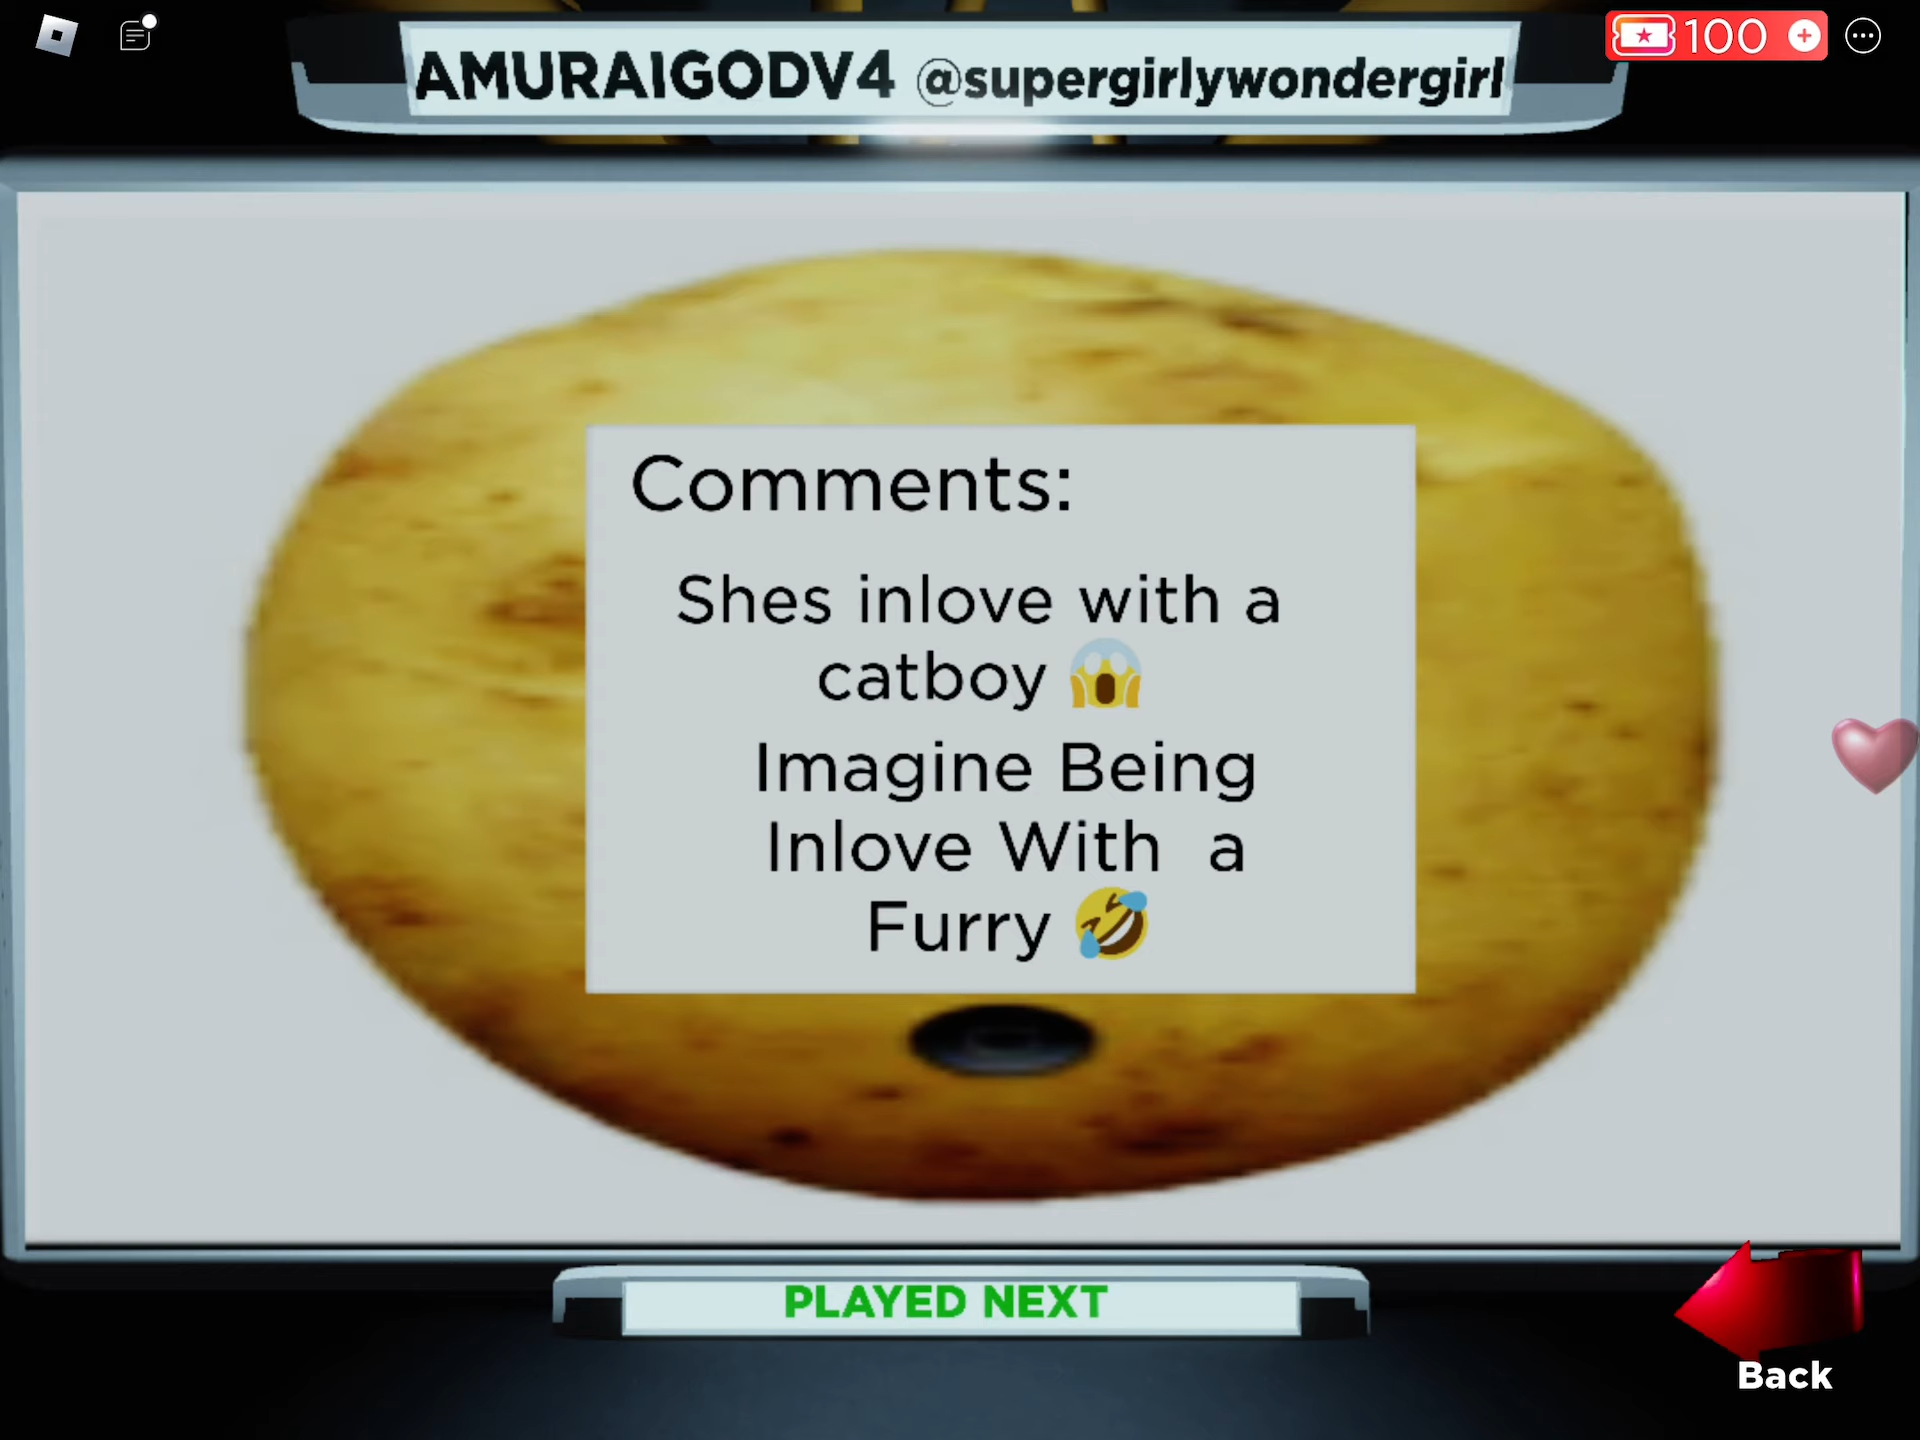 AMURAIGODV4 @supergirlywondergirl
100
Comments:
Shes inlove with a
catboy 😱
Imagine Being
Inlove With a
Furry 🤣
PLAYED NEXT
Back